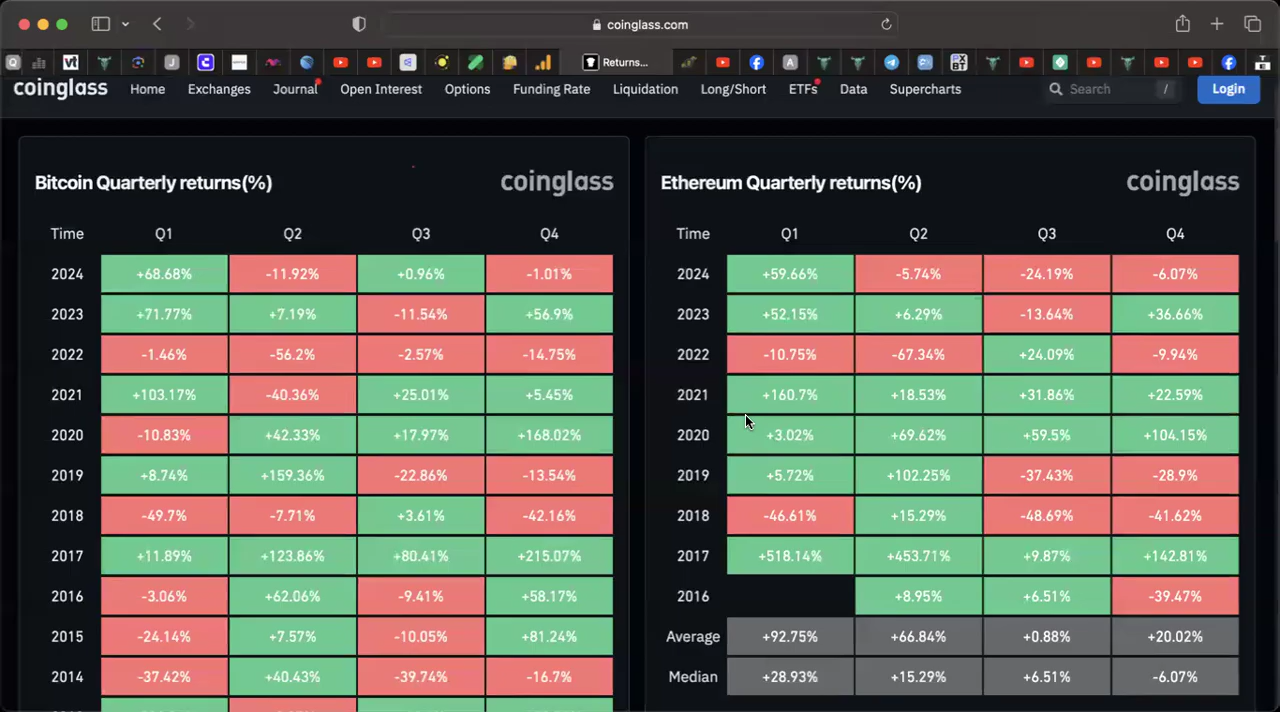 coinglass.com
Returns...
coinglass Home Exchanges Journal Open Interest Options Funding Rate Liquidation Long/Short ETFs Data Supercharts Search / Login
Bitcoin Quarterly returns(%) coinglass
Time Q1 Q2 Q3 Q4
2024 +68.68% -11.92% +0.96% -1.01%
2023 +71.77% +7.19% -11.54% +56.9%
2022 -1.46% -56.2% -2.57% -14.75%
2021 +103.17% -40.36% +25.01% +5.45%
2020 -10.83% +42.33% +17.97% +168.02%
2019 +8.74% +159.36% -22.86% -13.54%
2018 -49.7% -7.71% +3.61% -42.16%
2017 +11.89% +123.86% +80.41% +215.07%
2016 -3.06% +62.06% -9.41% +58.17%
2015 -24.14% +7.57% -10.05% +81.24%
2014 -37.42% +40.43% -39.74% -16.7%
Ethereum Quarterly returns(%) coinglass
Time Q1 Q2 Q3 Q4
2024 +59.66% -5.74% -24.19% -6.07%
2023 +52.15% +6.29% -13.64% +36.66%
2022 -10.75% -67.34% +24.09% -9.94%
2021 +160.7% +18.53% +31.86% +22.59%
2020 +3.02% +69.62% +59.5% +104.15%
2019 +5.72% +102.25% -37.43% -28.9%
2018 -46.61% +15.29% -48.69% -41.62%
2017 +518.14% +453.71% +9.87% +142.81%
2016 +8.95% +6.51% -39.47%
Average +92.75% +66.84% +0.88% +20.02%
Median +28.93% +15.29% +6.51% -6.07%